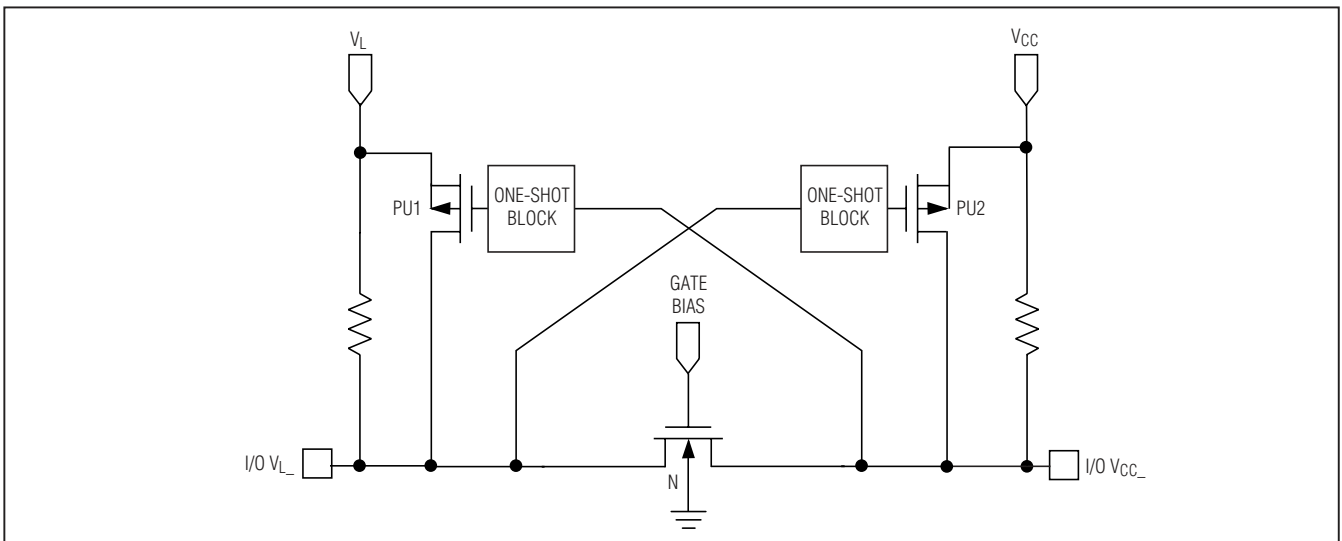 VL
VCC
PU1
ONE-SHOT
BLOCK
ONE-SHOT
BLOCK
PU2
GATE
BIAS
I/O VL_
N
I/O VCC_